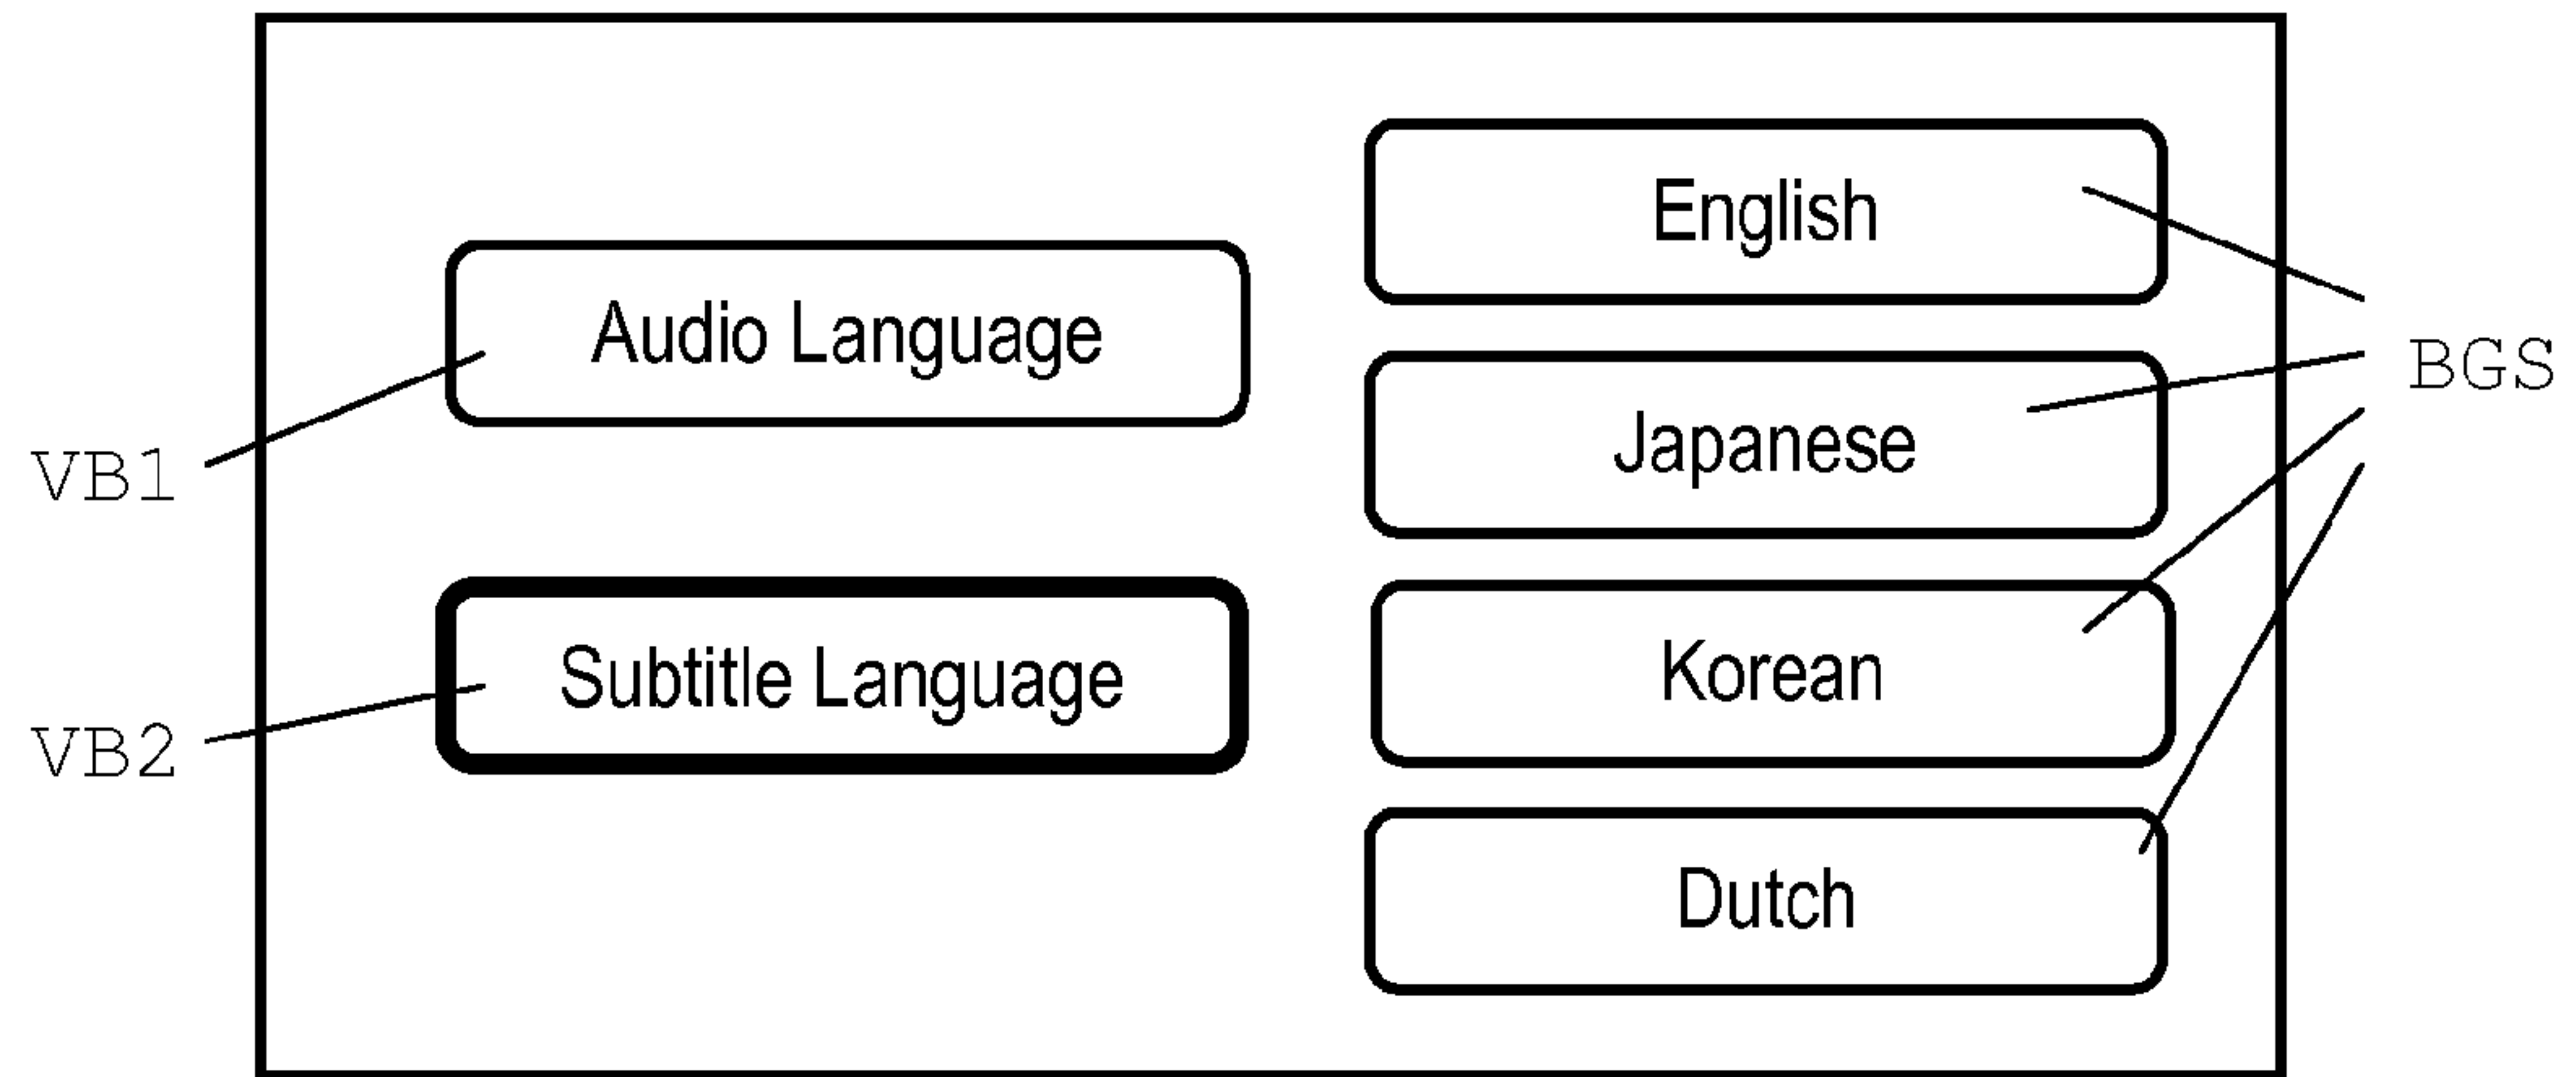 English
Audio Language
BGS
Japanese
VB1
Korean
Subtitle Language
VB2
Dutch